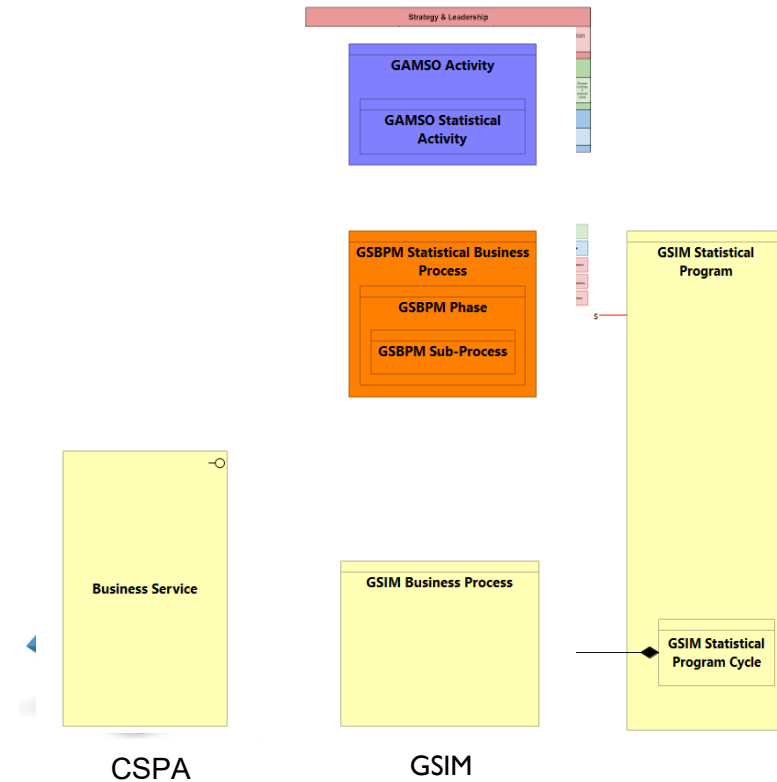 Strategy & Leadership
GAMSO Activity
GAMSO Statistical
Activity
GSBPM Statistical Business
Process
GSBPM Phase
GSBPM Sub-Process
GSIM Statistical
Program
s
Business Service
GSIM Business Process
GSIM Statistical
Program Cycle
CSPA
GSIM